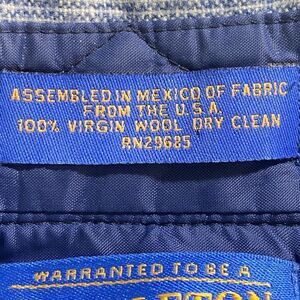 ASSEMBLED IN MEXICO OF FABRIC
FROM THE U.S.A.
100% VIRGIN WOOL DRY CLEAN
RN29685
WARRANTED TO BE A